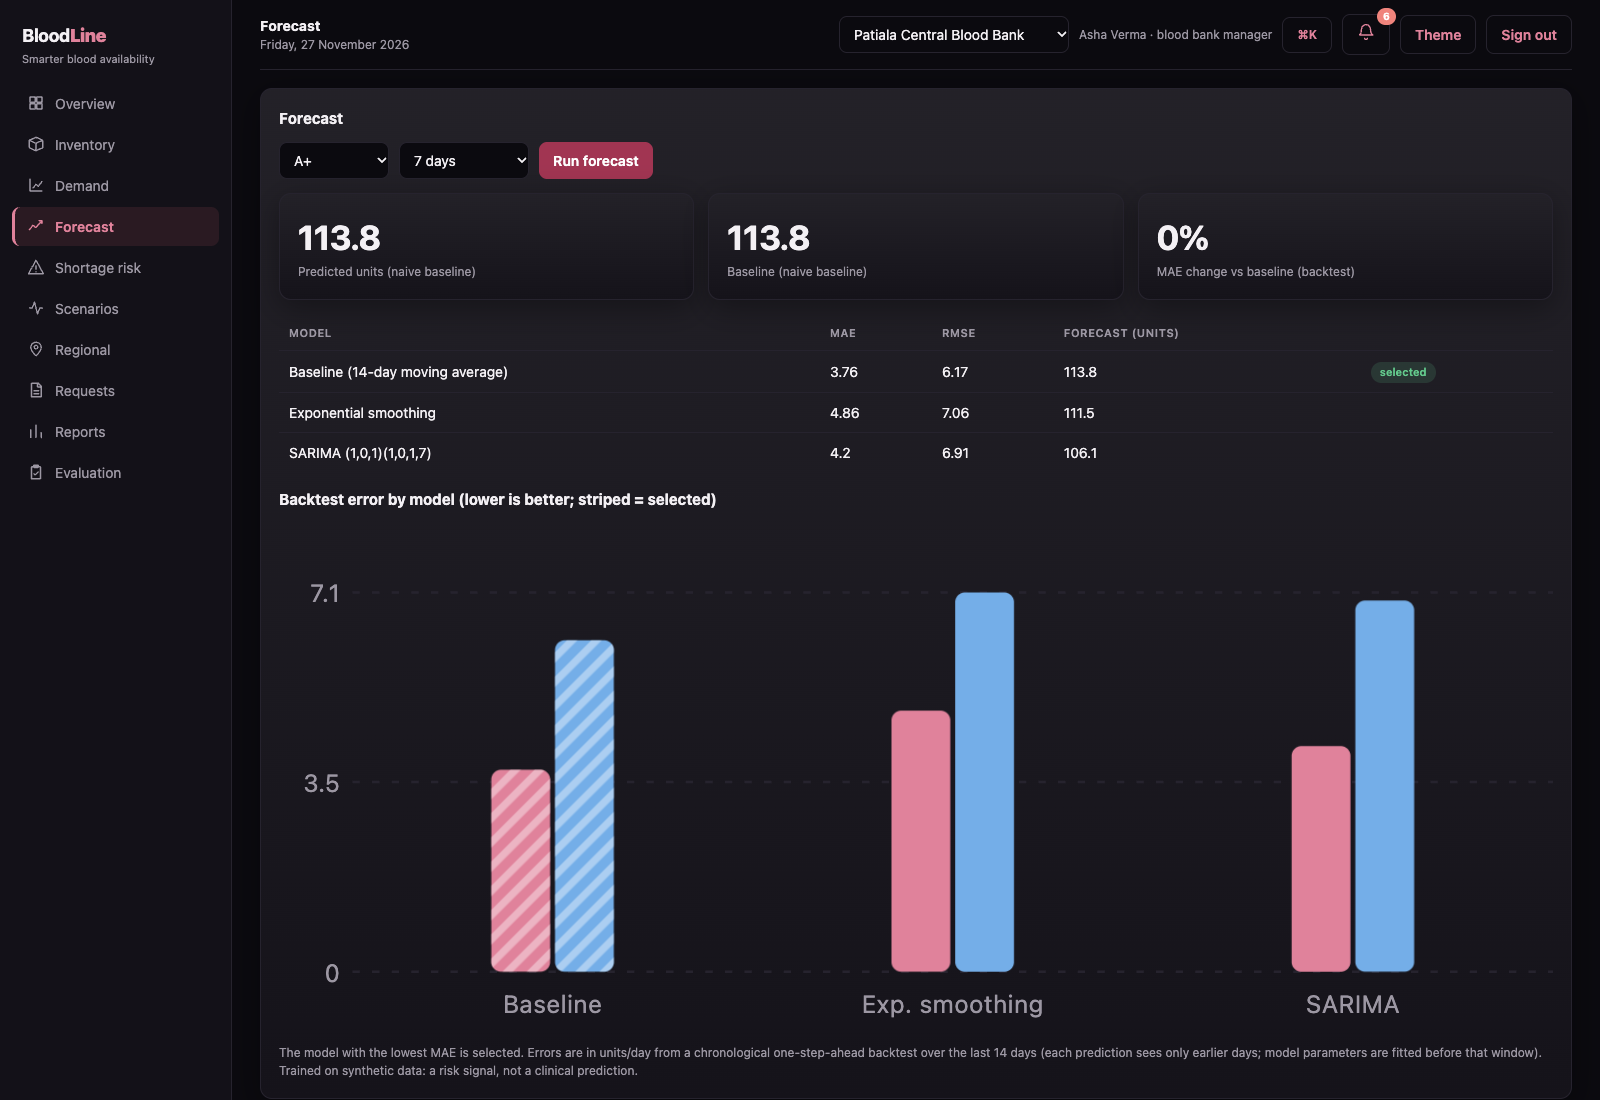 BloodLine
Smarter blood availability
Overview
Inventory
Demand
Forecast
Shortage risk
Scenarios
Regional
Requests
Reports
Evaluation
Forecast
Friday, 27 November 2026
Patiala Central Blood Bank
Asha Verma · blood bank manager
⌘K
6
Theme
Sign out
Forecast
A+
7 days
Run forecast
113.8
Predicted units (naive baseline)
113.8
Baseline (naive baseline)
0%
MAE change vs baseline (backtest)
MODEL MAE RMSE FORECAST (UNITS)
Baseline (14-day moving average) 3.76 6.17 113.8 selected
Exponential smoothing 4.86 7.06 111.5
SARIMA (1,0,1)(1,0,1,7) 4.2 6.91 106.1
Backtest error by model (lower is better; striped = selected)
7.1
3.5
0
Baseline Exp. smoothing SARIMA
The model with the lowest MAE is selected. Errors are in units/day from a chronological one-step-ahead backtest over the last 14 days (each prediction sees only earlier days; model parameters are fitted before that window).
Trained on synthetic data: a risk signal, not a clinical prediction.